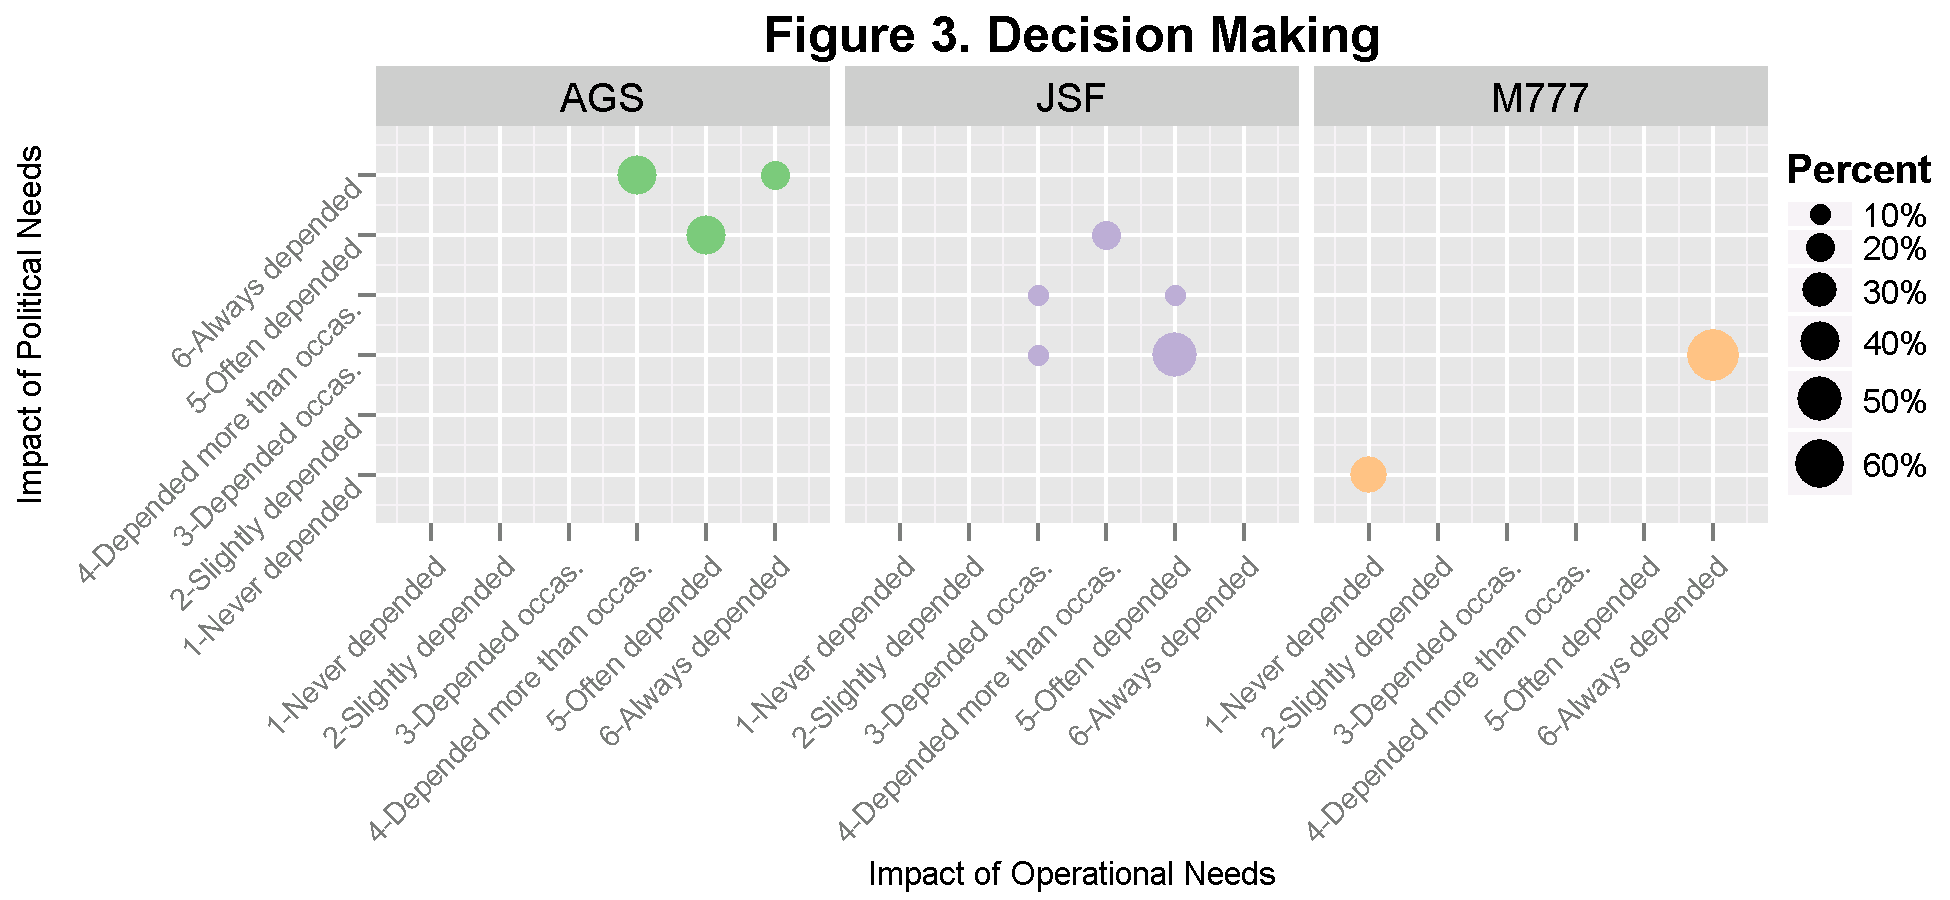 Figure 3. Decision Making
AGS
JSF
M777
Impact of Political Needs
6-Always depended
5-Often depended
4-Depended more than occas.
3-Depended occas.
2-Slightly depended
1-Never depended
1-Never depended
2-Slightly depended
3-Depended occas.
4-Depended more than occas.
5-Often depended
6-Always depended
1-Never depended
2-Slightly depended
3-Depended occas.
4-Depended more than occas.
5-Often depended
6-Always depended
1-Never depended
2-Slightly depended
3-Depended occas.
4-Depended more than occas.
5-Often depended
6-Always depended
Impact of Operational Needs
Percent
10%
20%
30%
40%
50%
60%